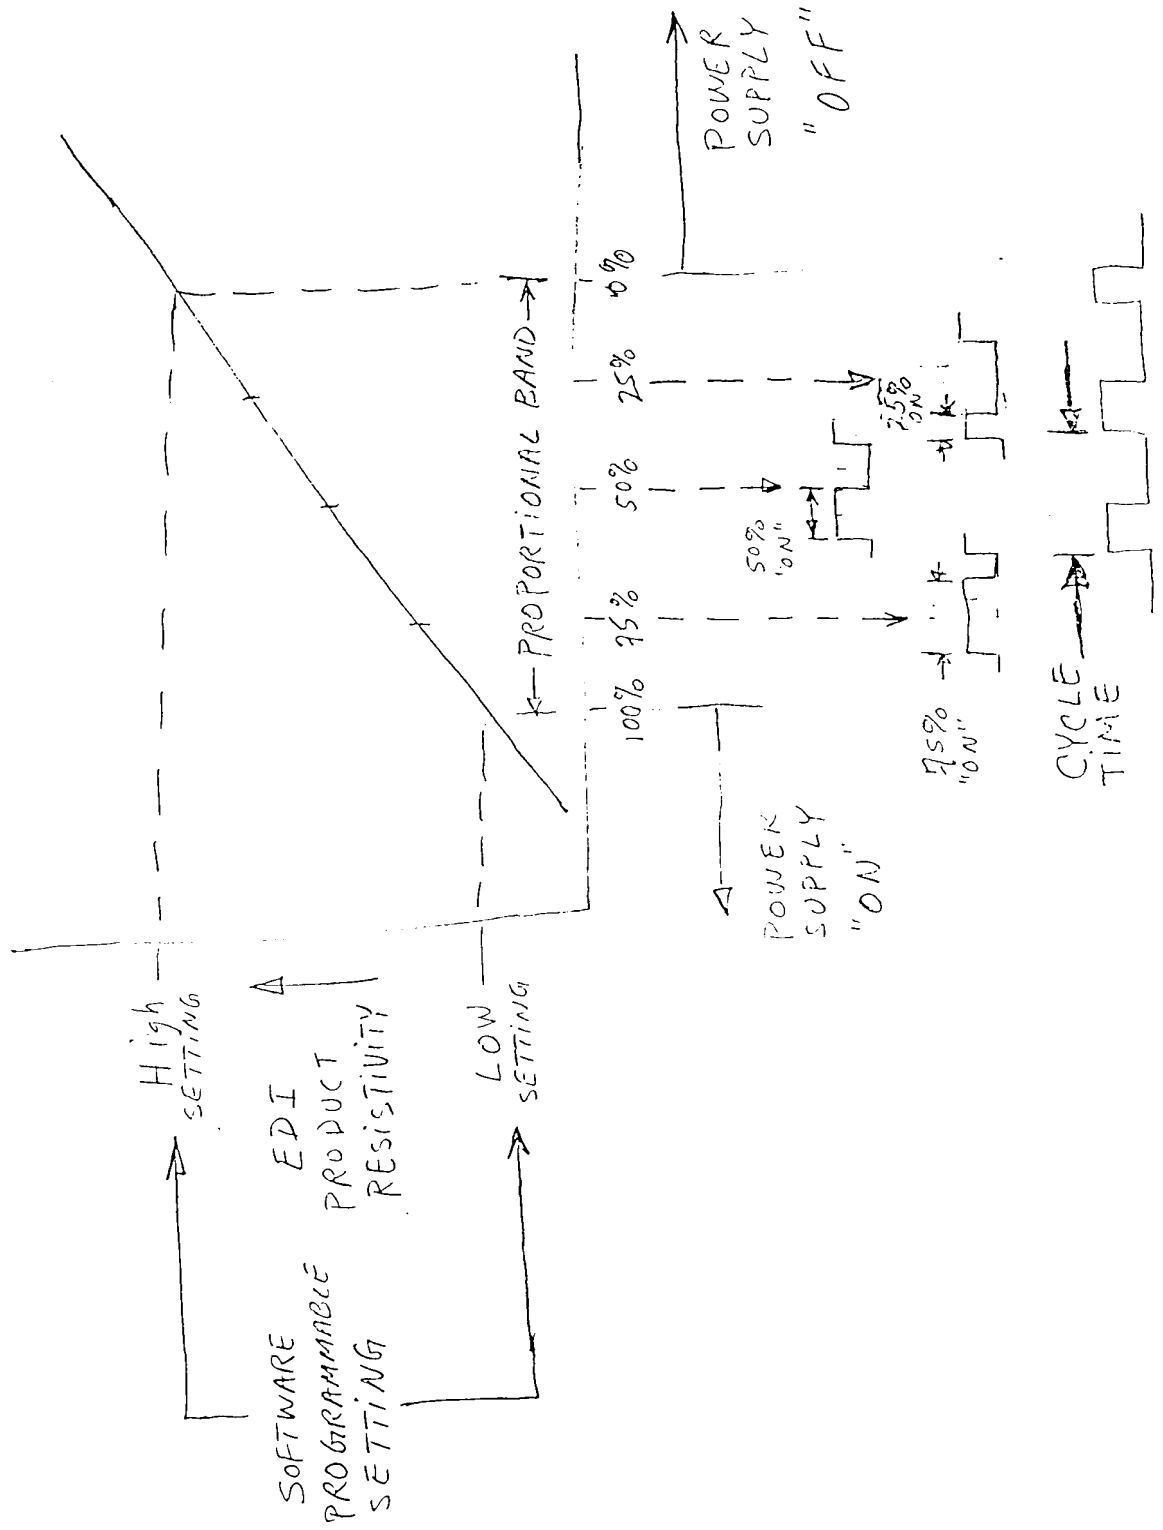 High
SETTING
EDI
PRODUCT
RESISTIVITY
LOW
SETTING
SOFTWARE
PROGRAMMABLE
SETTING
PROPORTIONAL BAND
100%
75%
50%
25%
0%
POWER
SUPPLY
"ON"
POWER
SUPPLY
"OFF"
75%
"ON"
50%
"ON"
25%
ON
CYCLE
TIME